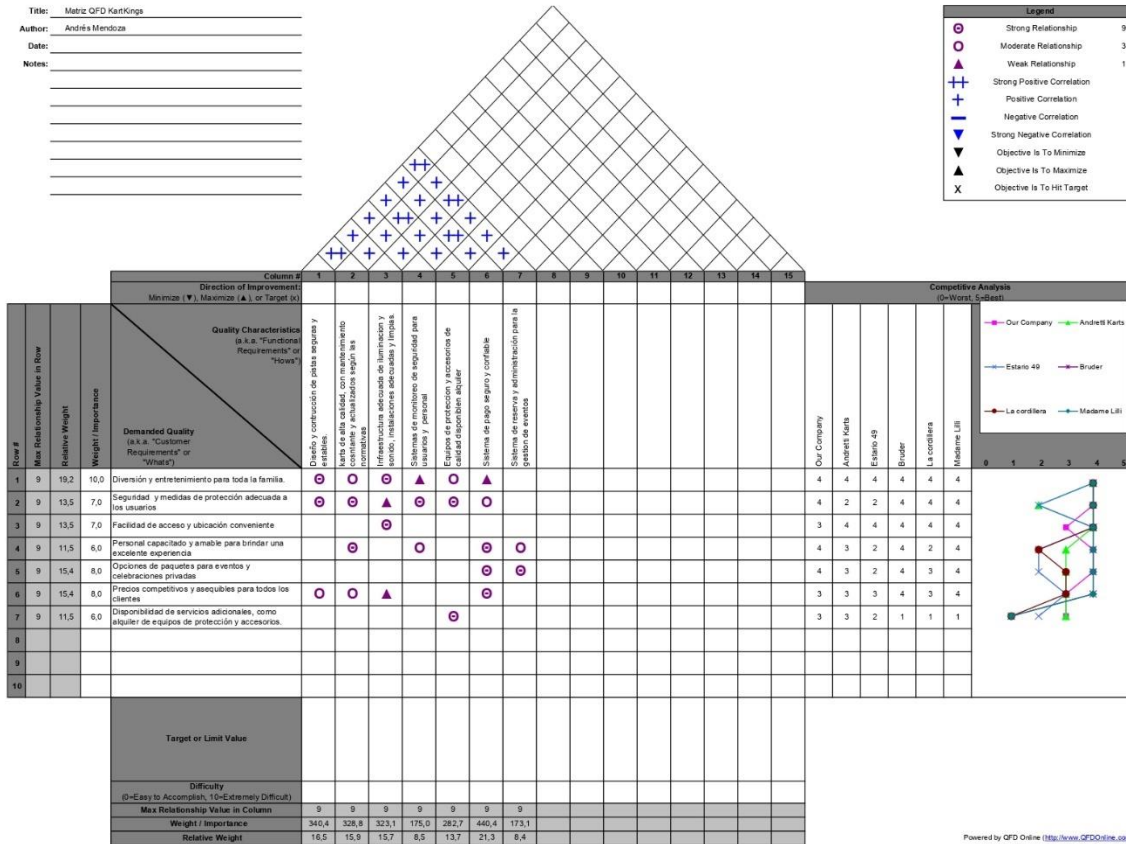 Title: Matriz QFD KartKings
Author: Andrés Mendoza
Date:
Notes:
Legend
Strong Relationship 9
Moderate Relationship 3
Weak Relationship 1
Strong Positive Correlation
Positive Correlation
Negative Correlation
Strong Negative Correlation
Objective Is To Minimize
Objective Is To Maximize
X Objective Is To Hit Target
Column # 1 2 3 4 5 6 7 8 9 10 11 12 13 14 15
Direction of Improvement:
Minimize (▼), Maximize (▲), or Target (x)
Competitive Analysis
(0=Worst, 5=Best)
Row #
Max Relationship Value in Row
Relative Weight
Weight / Importance
Quality Characteristics
(a.k.a. "Functional
Requirements" or
"Hows")
Demanded Quality
(a.k.a. "Customer
Requirements" or
"Whats")
Diseño y contrucción de pistas seguras y
estables.
karts de alta calidad, con mantenimiento
cosntante y actualizados según las
normativas
Infraestructura adecuada de iluminacion y
sonido, instalaciones adecuadas y limpias.
Sistemas de monitoreo de seguridad para
usuarios y personal
Equipos de proteccion y accesorios de
calidad disponiblen alquiler
Sistema de pago seguro y confiable
Sistema de reserva y administración para la
gestion de eventos
Our Company
Andretti Karts
Estario 49
Bruder
La cordillera
Madame Lilli
Our Company Andretti Karts
Estario 49 Bruder
La cordillera Madame Lilli
0 1 2 3 4 5
1 9 19,2 10,0 Diversión y entretenimiento para toda la familia. 4 4 4 4 4 4
2 9 13,5 7,0 Seguridad y medidas de protección adecuada a
los usuarios 4 2 2 4 4 4
3 9 13,5 7,0 Facilidad de acceso y ubicación conveniente 3 4 4 4 4 4
4 9 11,5 6,0 Personal capacitado y amable para brindar una
excelente experiencia 4 3 2 4 2 4
5 9 15,4 8,0 Opciones de paquetes para eventos y
celebraciones privadas 4 3 2 4 3 4
6 9 15,4 8,0 Precios competitivos y asequibles para todos los
clientes 3 3 3 4 3 4
7 9 11,5 6,0 Disponibilidad de servicios adicionales, como
alquiler de equipos de protección y accesorios. 3 3 2 1 1 1
8
9
10
Target or Limit Value
Difficulty
(0=Easy to Accomplish, 10=Extremely Difficult)
Max Relationship Value in Column 9 9 9 9 9 9 9
Weight / Importance 340,4 328,8 323,1 175,0 282,7 440,4 173,1
Relative Weight 16,5 15,9 15,7 8,5 13,7 21,3 8,4
Powered by QFD Online (http://www.QFDOnline.co